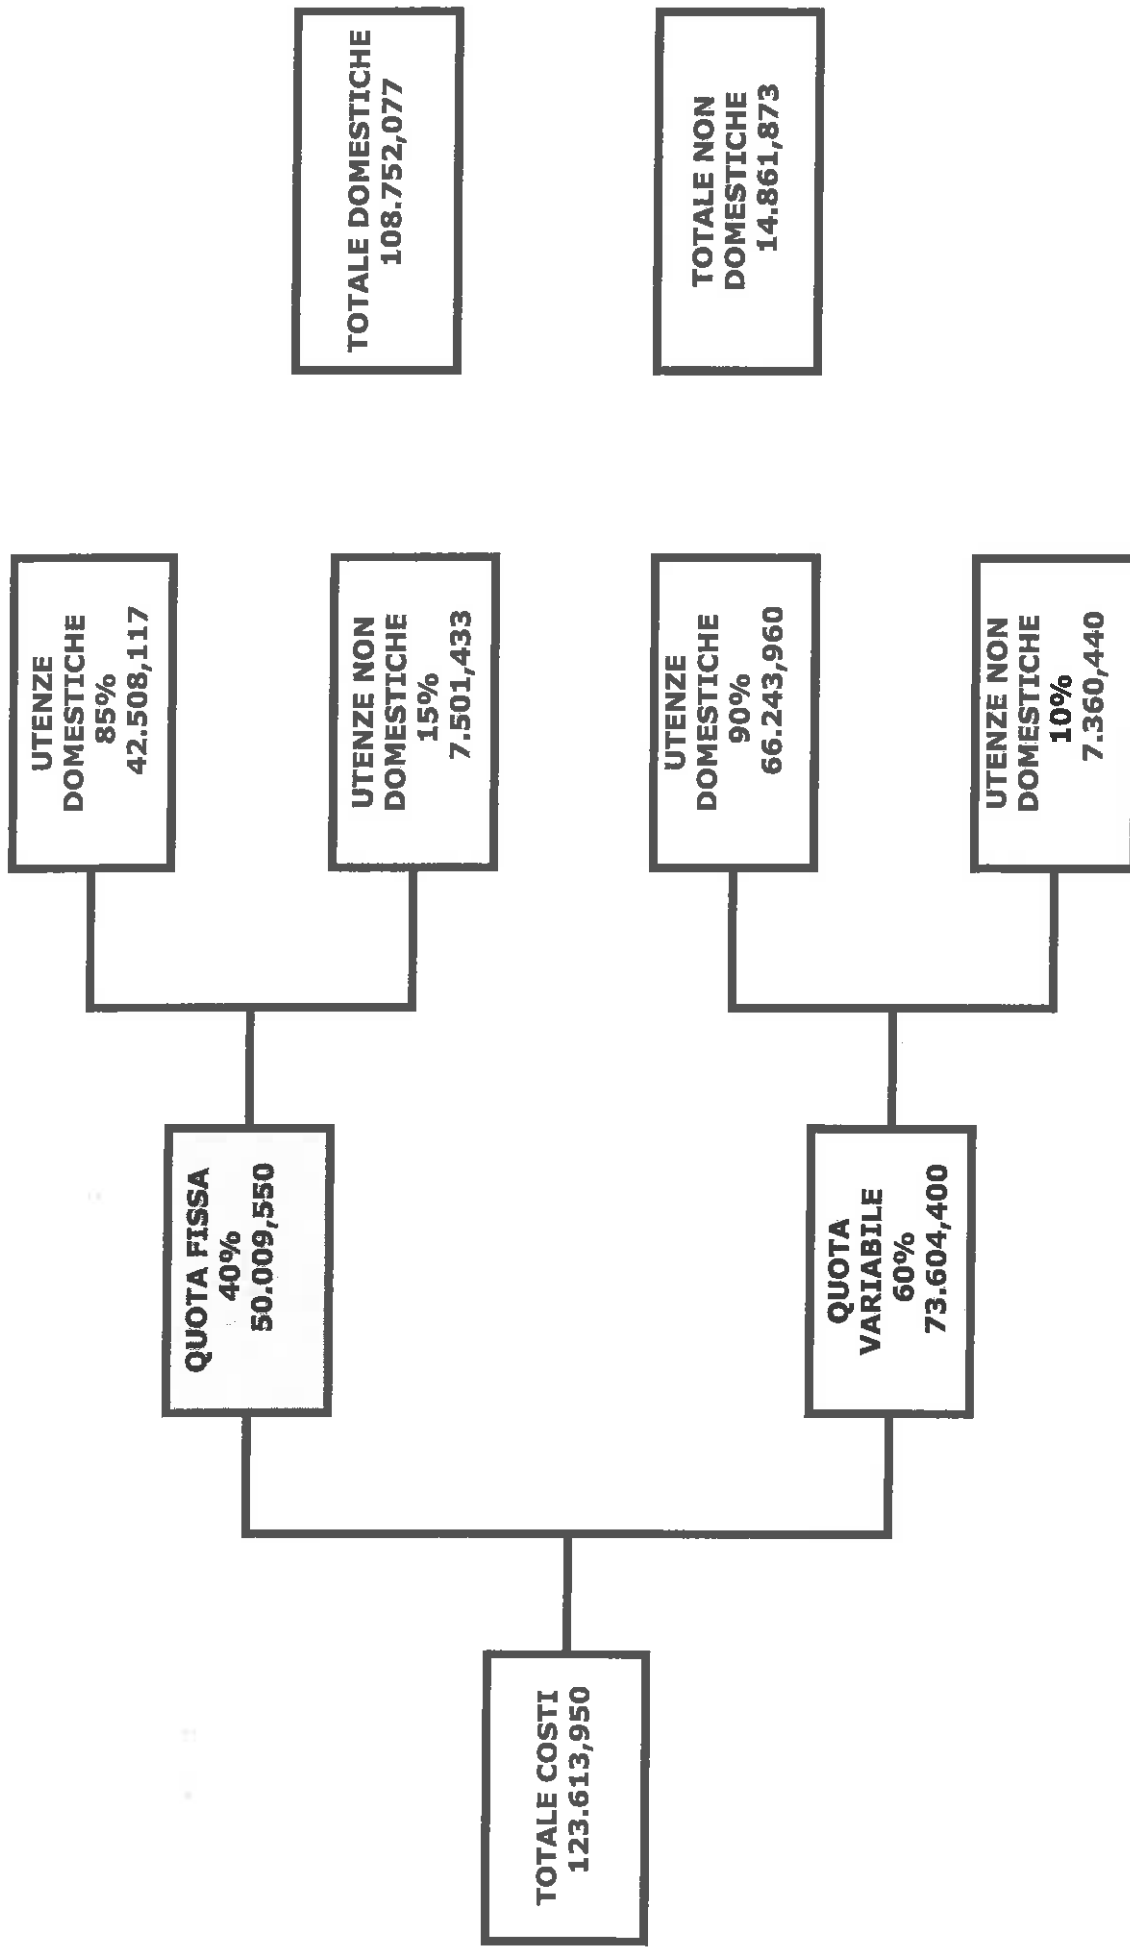 TOTALE COSTI
123.613,950
QUOTA FISSA
40%
50.009,550
QUOTA
VARIABILE
60%
73.604,400
UTENZE
DOMESTICHE
85%
42.508,117
UTENZE NON
DOMESTICHE
15%
7.501,433
UTENZE
DOMESTICHE
90%
66.243,960
UTENZE NON
DOMESTICHE
10%
7.360,440
TOTALE DOMESTICHE
108.752,077
TOTALE NON
DOMESTICHE
14.861,873